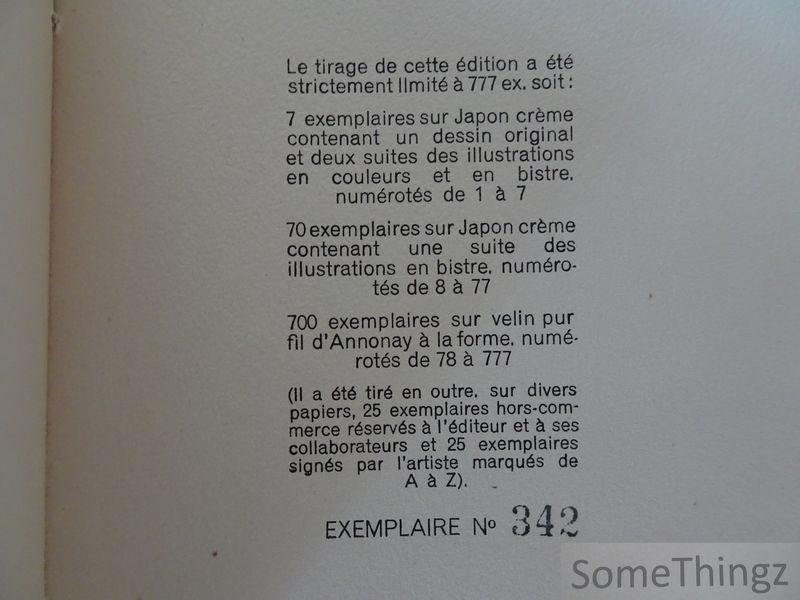 Le tirage de cette édition a été
strictement llmité à 777 ex. soit :
7 exemplaires sur Japon crème
contenant un dessin original
et deux suites des illustrations
en couleurs et en bistre.
numérotés de 1 à 7
70 exemplaires sur Japon crème
contenant une suite des
illustrations en bistre. numéro-
tés de 8 à 77
700 exemplaires sur velin pur
fil d'Annonay à la forme. numé-
rotés de 78 à 777
(Il a été tiré en outre. sur divers
papiers, 25 exemplaires hors-com-
merce réservés à l'éditeur et à ses
collaborateurs et 25 exemplaires
signés par l'artiste marqués de
A à Z).
EXEMPLAIRE Nº 342
SomeThingz